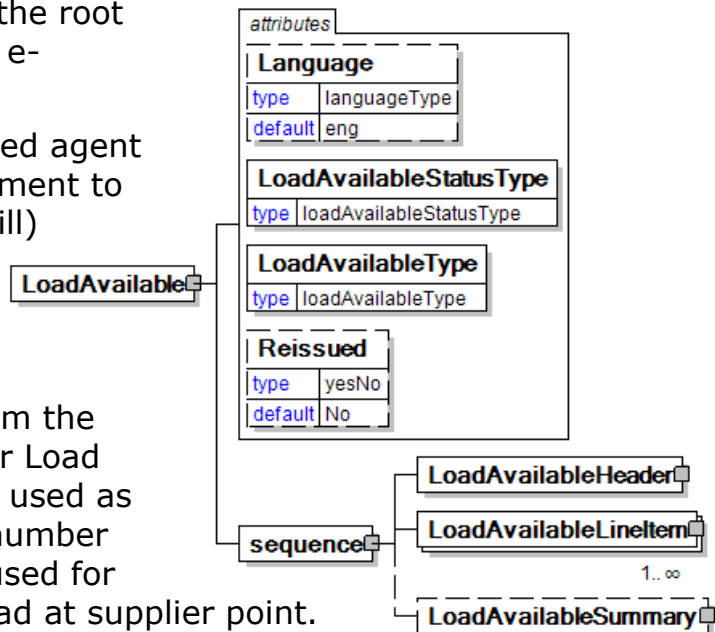 the root
e-
ed agent
ment to
ill)
m the
r Load
used as
number
used for
ad at supplier point.
LoadAvailable
attributes
Language
type languageType
default eng
LoadAvailableStatusType
type loadAvailableStatusType
LoadAvailableType
type loadAvailableType
Reissued
type yesNo
default No
sequence
LoadAvailableHeader
LoadAvailableLineItem
1.. ∞
LoadAvailableSummary